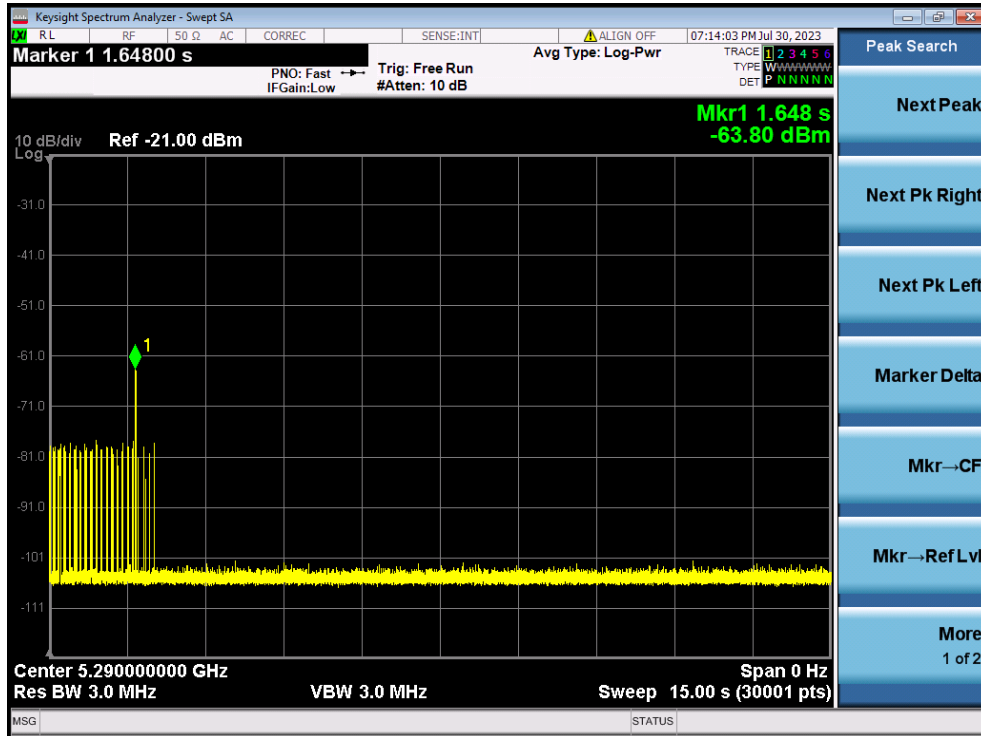 Keysight Spectrum Analyzer - Swept SA
LXI RL RF 50 Ω AC CORREC SENSE:INT ALIGN OFF 07:14:03 PM Jul 30, 2023
Marker 1 1.64800 s
PNO: Fast
IFGain:Low
Trig: Free Run
#Atten: 10 dB
Avg Type: Log-Pwr
TRACE 1 2 3 4 5 6
TYPE WWWWWW
DET P N N N N N
Mkr1 1.648 s
-63.80 dBm
10 dB/div Ref -21.00 dBm
Log
-31.0
-41.0
-51.0
-61.0
1
-71.0
-81.0
-91.0
-101
-111
Center 5.290000000 GHz Span 0 Hz
Res BW 3.0 MHz VBW 3.0 MHz Sweep 15.00 s (30001 pts)
MSG STATUS
Peak Search
Next Peak
Next Pk Right
Next Pk Left
Marker Delta
Mkr→CF
Mkr→Ref Lvl
More
1 of 2